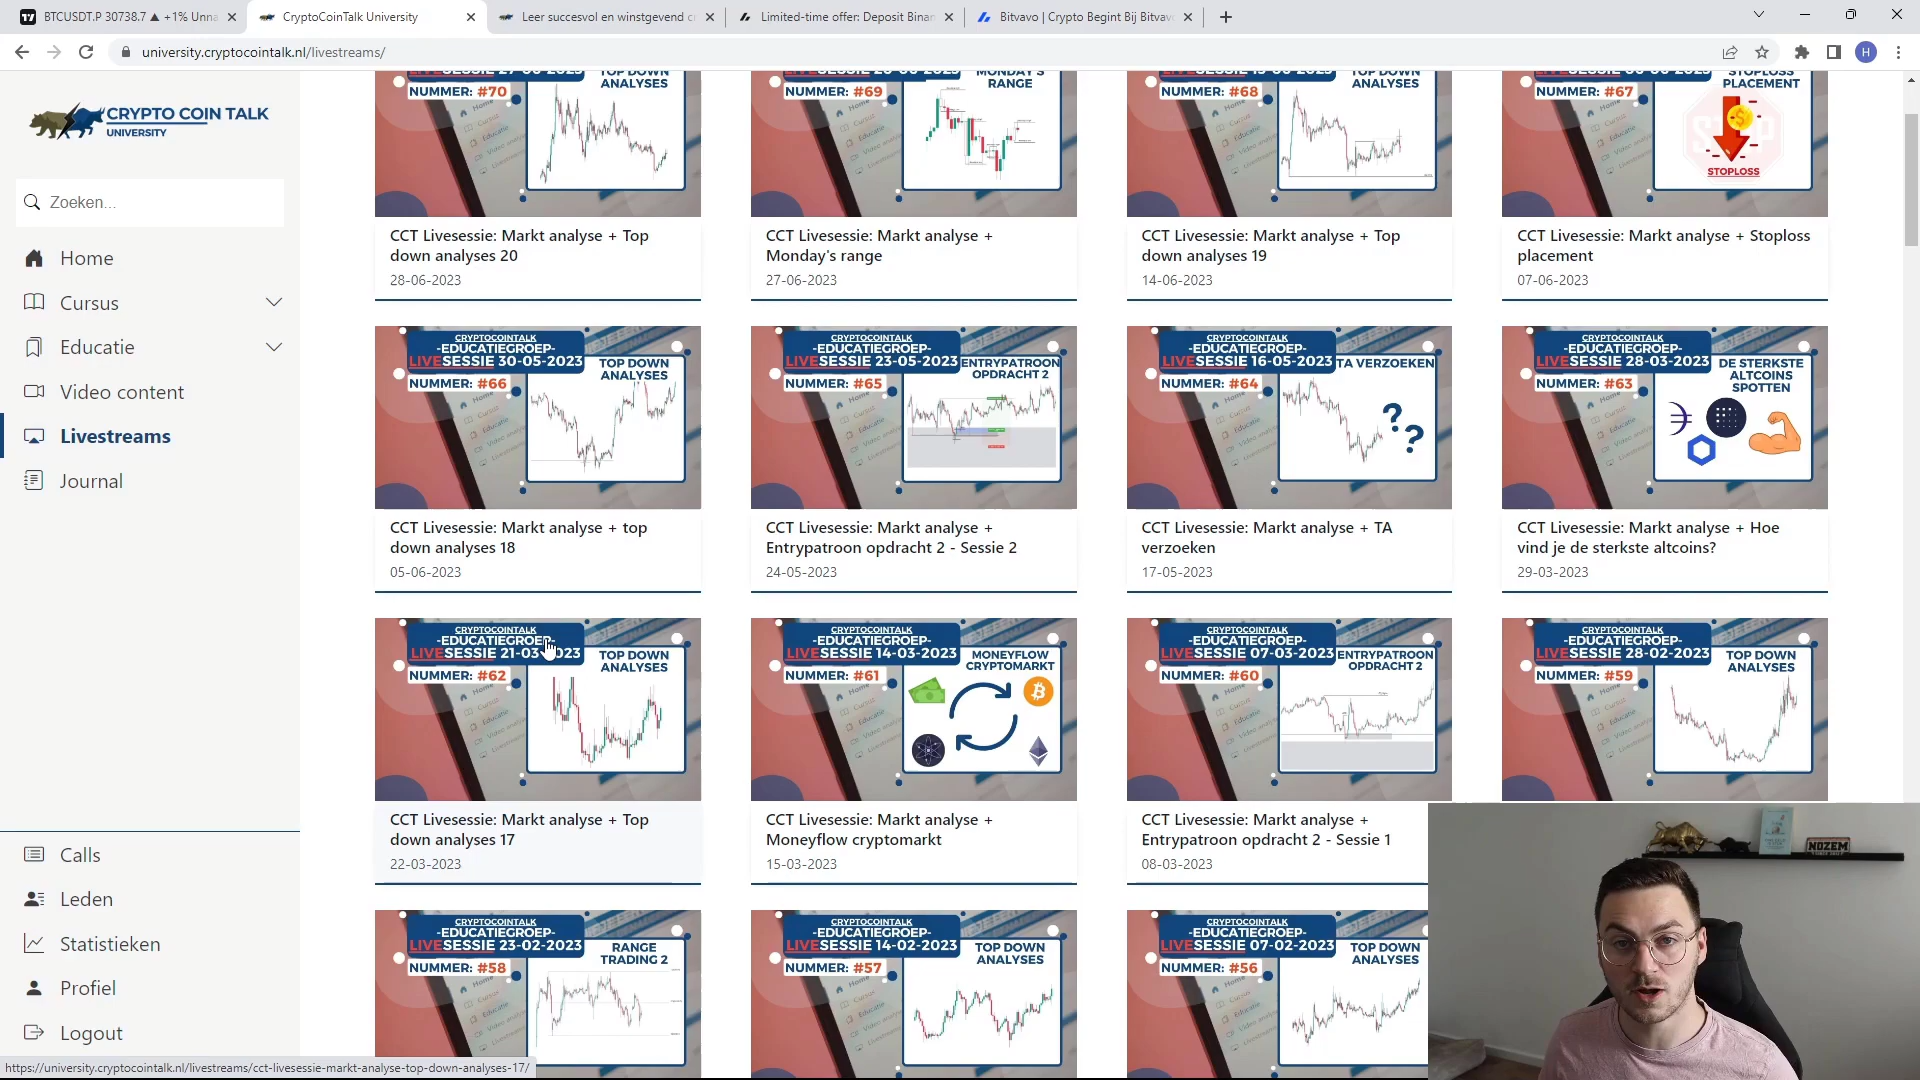 BTCUSDT.P 30738.7 ▲ +1% Unna
CryptoCoinTalk University
Leer succesvol en winstgevend c
Limited-time offer: Deposit Binan
Bitvavo | Crypto Begint Bij Bitvav
university.cryptocointalk.nl/livestreams/
H
CRYPTO COIN TALK
UNIVERSITY
Zoeken...
Home
Cursus
Educatie
Video content
Livestreams
Journal
Calls
Leden
Statistieken
Profiel
Logout
LIVESESSIE 27-06-2023
TOP DOWN
ANALYSES
NUMMER: #70
CCT Livesessie: Markt analyse + Top
down analyses 20
28-06-2023
MONDAY'S
RANGE
NUMMER: #69
CCT Livesessie: Markt analyse +
Monday's range
27-06-2023
TOP DOWN
ANALYSES
NUMMER: #68
CCT Livesessie: Markt analyse + Top
down analyses 19
14-06-2023
STOPLOSS
PLACEMENT
NUMMER: #67
STOP
STOPLOSS
CCT Livesessie: Markt analyse + Stoploss
placement
07-06-2023
CRYPTOCOINTALK
-EDUCATIEGROEP-
LIVESESSIE 30-05-2023
NUMMER: #66
TOP DOWN
ANALYSES
CCT Livesessie: Markt analyse + top
down analyses 18
05-06-2023
CRYPTOCOINTALK
-EDUCATIEGROEP-
LIVESESSIE 23-05-2023
NUMMER: #65
ENTRYPATROON
OPDRACHT 2
CCT Livesessie: Markt analyse +
Entrypatroon opdracht 2 - Sessie 2
24-05-2023
CRYPTOCOINTALK
-EDUCATIEGROEP-
LIVESESSIE 16-05-2023
NUMMER: #64
TA VERZOEKEN
? ?
CCT Livesessie: Markt analyse + TA
verzoeken
17-05-2023
CRYPTOCOINTALK
-EDUCATIEGROEP-
LIVESESSIE 28-03-2023
NUMMER: #63
DE STERKSTE
ALTCOINS
SPOTTEN
CCT Livesessie: Markt analyse + Hoe
vind je de sterkste altcoins?
29-03-2023
CRYPTOCOINTALK
-EDUCATIEGROEP-
LIVESESSIE 21-03-2023
NUMMER: #62
TOP DOWN
ANALYSES
CCT Livesessie: Markt analyse + Top
down analyses 17
22-03-2023
CRYPTOCOINTALK
-EDUCATIEGROEP-
LIVESESSIE 14-03-2023
NUMMER: #61
MONEYFLOW
CRYPTOMARKT
CCT Livesessie: Markt analyse +
Moneyflow cryptomarkt
15-03-2023
CRYPTOCOINTALK
-EDUCATIEGROEP-
LIVESESSIE 07-03-2023
NUMMER: #60
ENTRYPATROON
OPDRACHT 2
CCT Livesessie: Markt analyse +
Entrypatroon opdracht 2 - Sessie 1
08-03-2023
CRYPTOCOINTALK
-EDUCATIEGROEP-
LIVESESSIE 28-02-2023
NUMMER: #59
TOP DOWN
ANALYSES
CRYPTOCOINTALK
-EDUCATIEGROEP-
LIVESESSIE 23-02-2023
NUMMER: #58
RANGE
TRADING 2
CRYPTOCOINTALK
-EDUCATIEGROEP-
LIVESESSIE 14-02-2023
NUMMER: #57
TOP DOWN
ANALYSES
CRYPTOCOINTALK
-EDUCATIEGROEP-
LIVESESSIE 07-02-2023
NUMMER: #56
TOP DOWN
ANALYSES
NOZEM
https://university.cryptocointalk.nl/livestreams/cct-livesessie-markt-analyse-top-down-analyses-17/